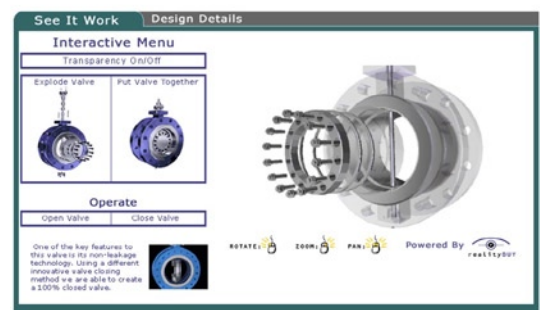 See It Work
Design Details
Interactive Menu
Transparency On/Off
Explode Valve
Put Valve Together
Operate
Open Valve
Close Valve
One of the key features to
this valve is its non-leakage
technology. Using a different
innovative valve closing
method we are able to create
a 100% closed valve.
ROTATE:
ZOOM:
PAN:
Powered By
realityBUY